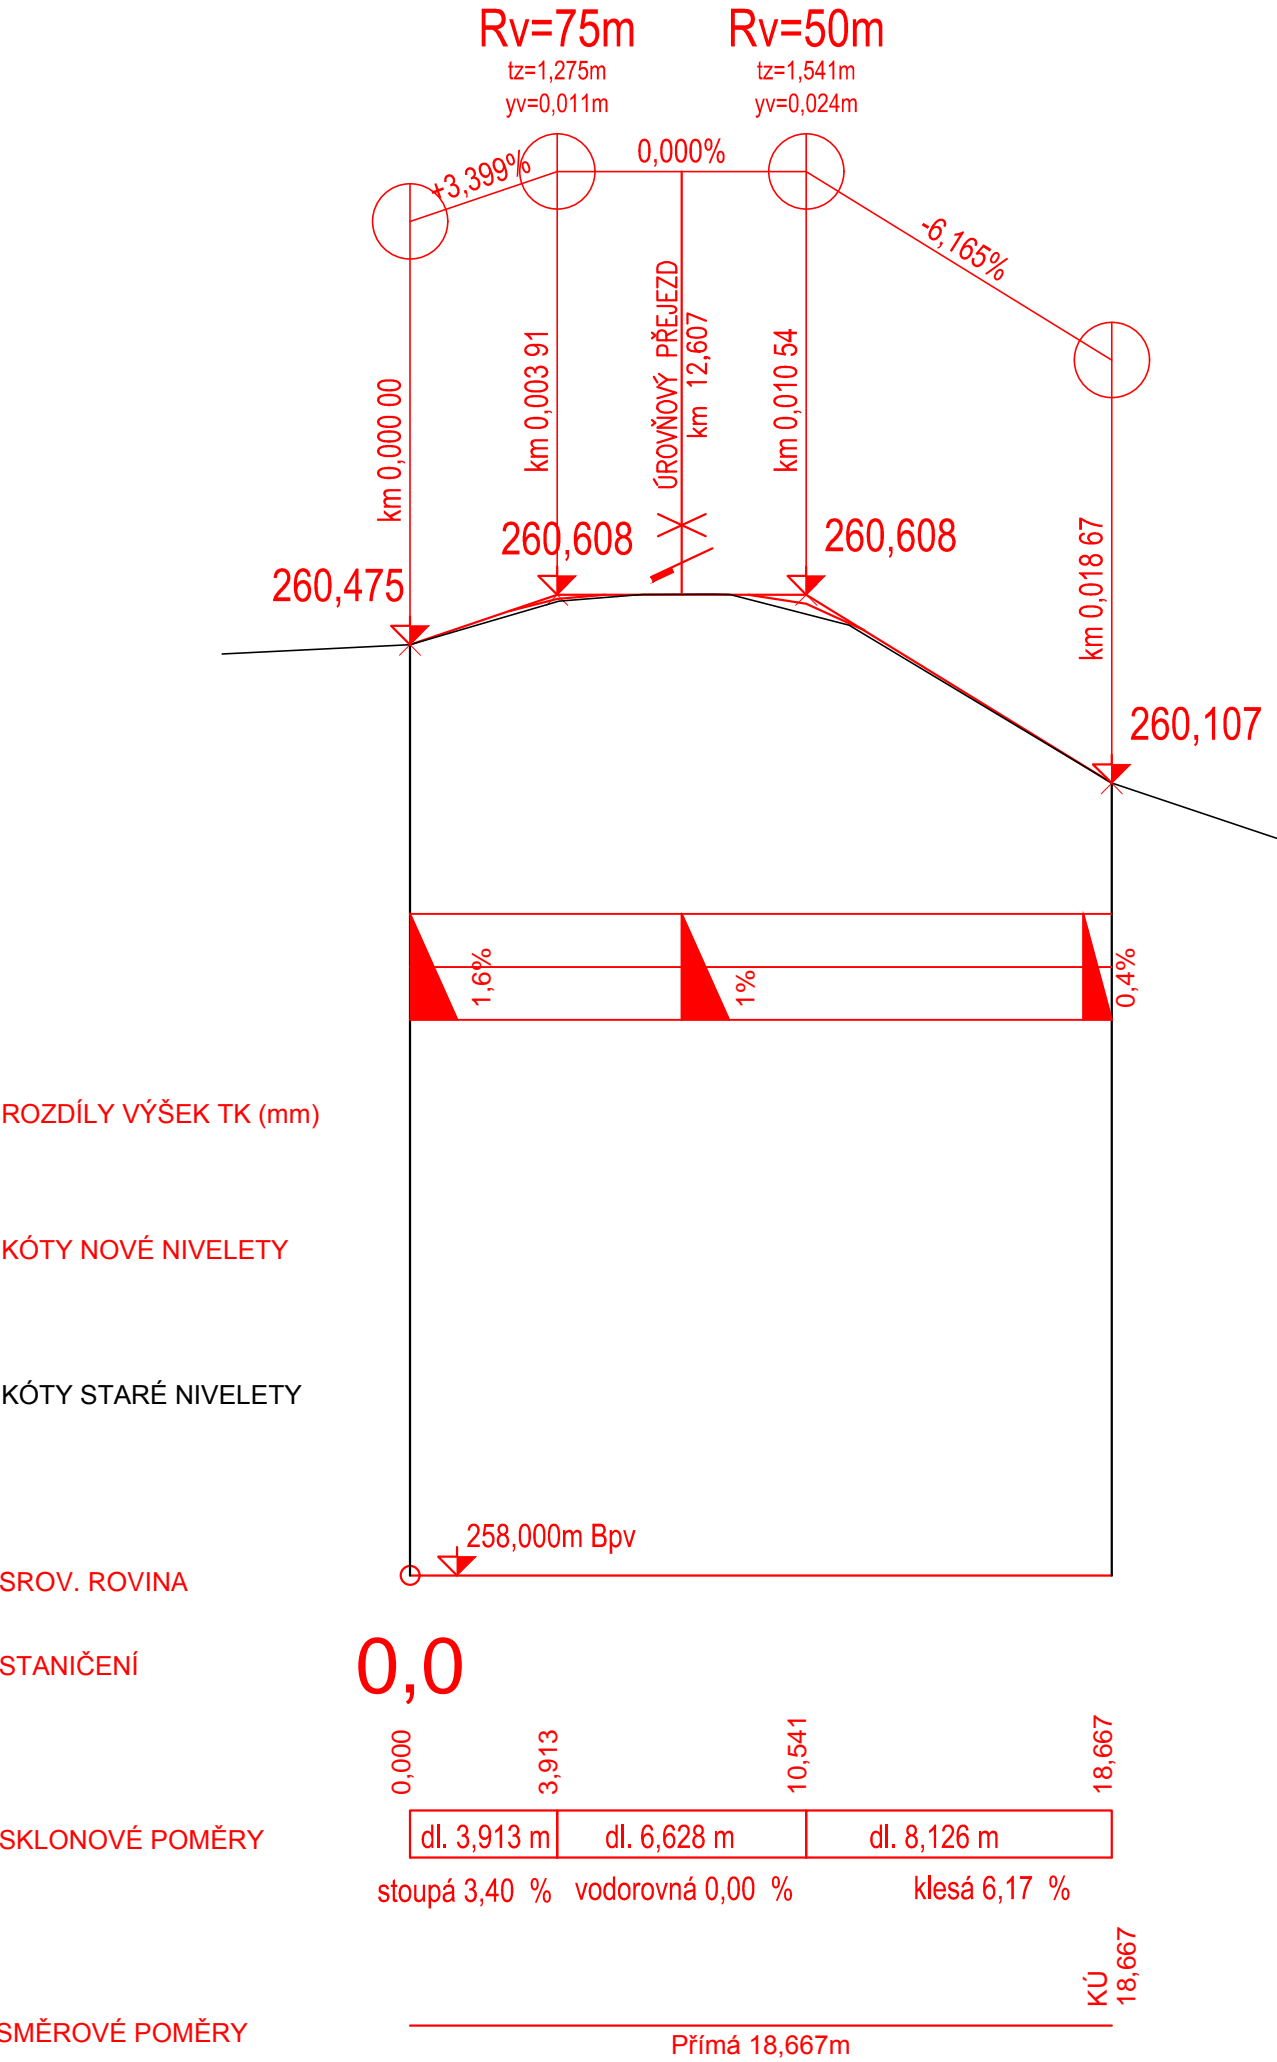 Rv=75m
tz=1,275m
yv=0,011m
Rv=50m
tz=1,541m
yv=0,024m
+3,399%
0,000%
-6,165%
km 0,000 00
km 0,003 91
ÚROVŇOVÝ PŘEJEZD
km 12,607
km 0,010 54
km 0,018 67
260,475
260,608
260,608
260,107
1,6%
1%
0,4%
ROZDÍLY VÝŠEK TK (mm)
KÓTY NOVÉ NIVELETY
KÓTY STARÉ NIVELETY
258,000m Bpv
SROV. ROVINA
STANIČENÍ
0,0
0,000
3,913
10,541
18,667
SKLONOVÉ POMĚRY
dl. 3,913 m
dl. 6,628 m
dl. 8,126 m
stoupá 3,40 %
vodorovná 0,00 %
klesá 6,17 %
KÚ
18,667
SMĚROVÉ POMĚRY
Přímá 18,667m